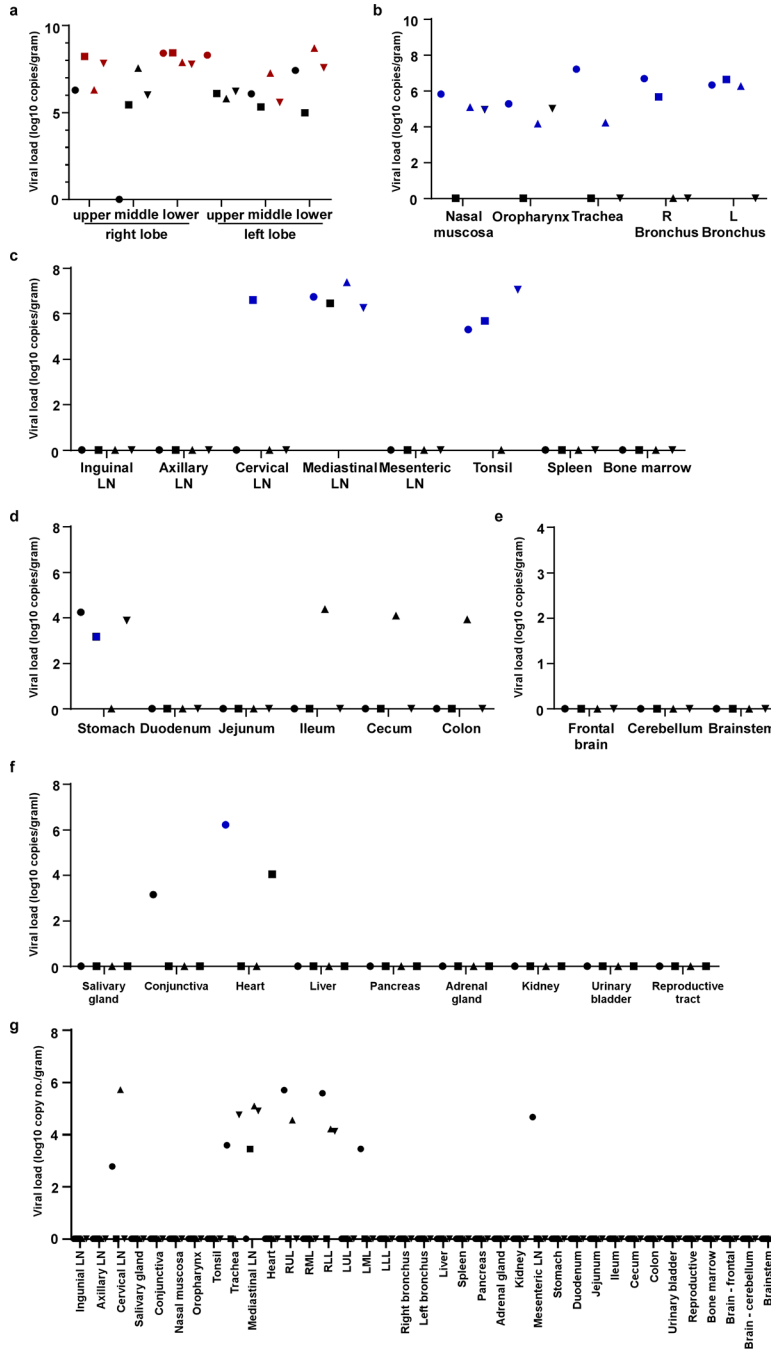 a
Viral load (log10 copies/gram)
10
5
0
upper middle lower
right lobe
upper middle lower
left lobe
b
Viral load (log10 copies/gram)
10
8
6
4
2
0
Nasal
muscosa
Oropharynx
Trachea
R
Bronchus
L
Bronchus
c
Viral load (log10 copies/gram)
8
6
4
2
0
Inguinal
LN
Axillary
LN
Cervical
LN
Mediastinal
LN
Mesenteric
LN
Tonsil
Spleen
Bone marrow
d
Viral load (log10 copies/gram)
8
6
4
2
0
Stomach
Duodenum
Jejunum
Ileum
Cecum
Colon
e
Viral load (log10 copies/gram)
4
3
2
1
0
Frontal
brain
Cerebellum
Brainstem
f
Viral load (log10 copies/graml)
8
6
4
2
0
Salivary
gland
Conjunctiva
Heart
Liver
Pancreas
Adrenal
gland
Kidney
Urinary
bladder
Reproductive
tract
g
Viral load (log10 copy no./gram)
8
6
4
2
0
Ingunial LN
Axillary LN
Cervical LN
Salivary gland
Conjunctiva
Nasal muscosa
Oropharynx
Tonsil
Trachea
Mediastinal LN
Heart
RUL
RML
RLL
LUL
LML
LLL
Right bronchus
Left bronchus
Liver
Spleen
Pancreas
Adrenal gland
Kidney
Mesenteric LN
Stomach
Duodenum
Jejunum
Ileum
Cecum
Colon
Urinary bladder
Reproductive
Bone marrow
Brain - frontal
Brain - cerebellum
Brainstem